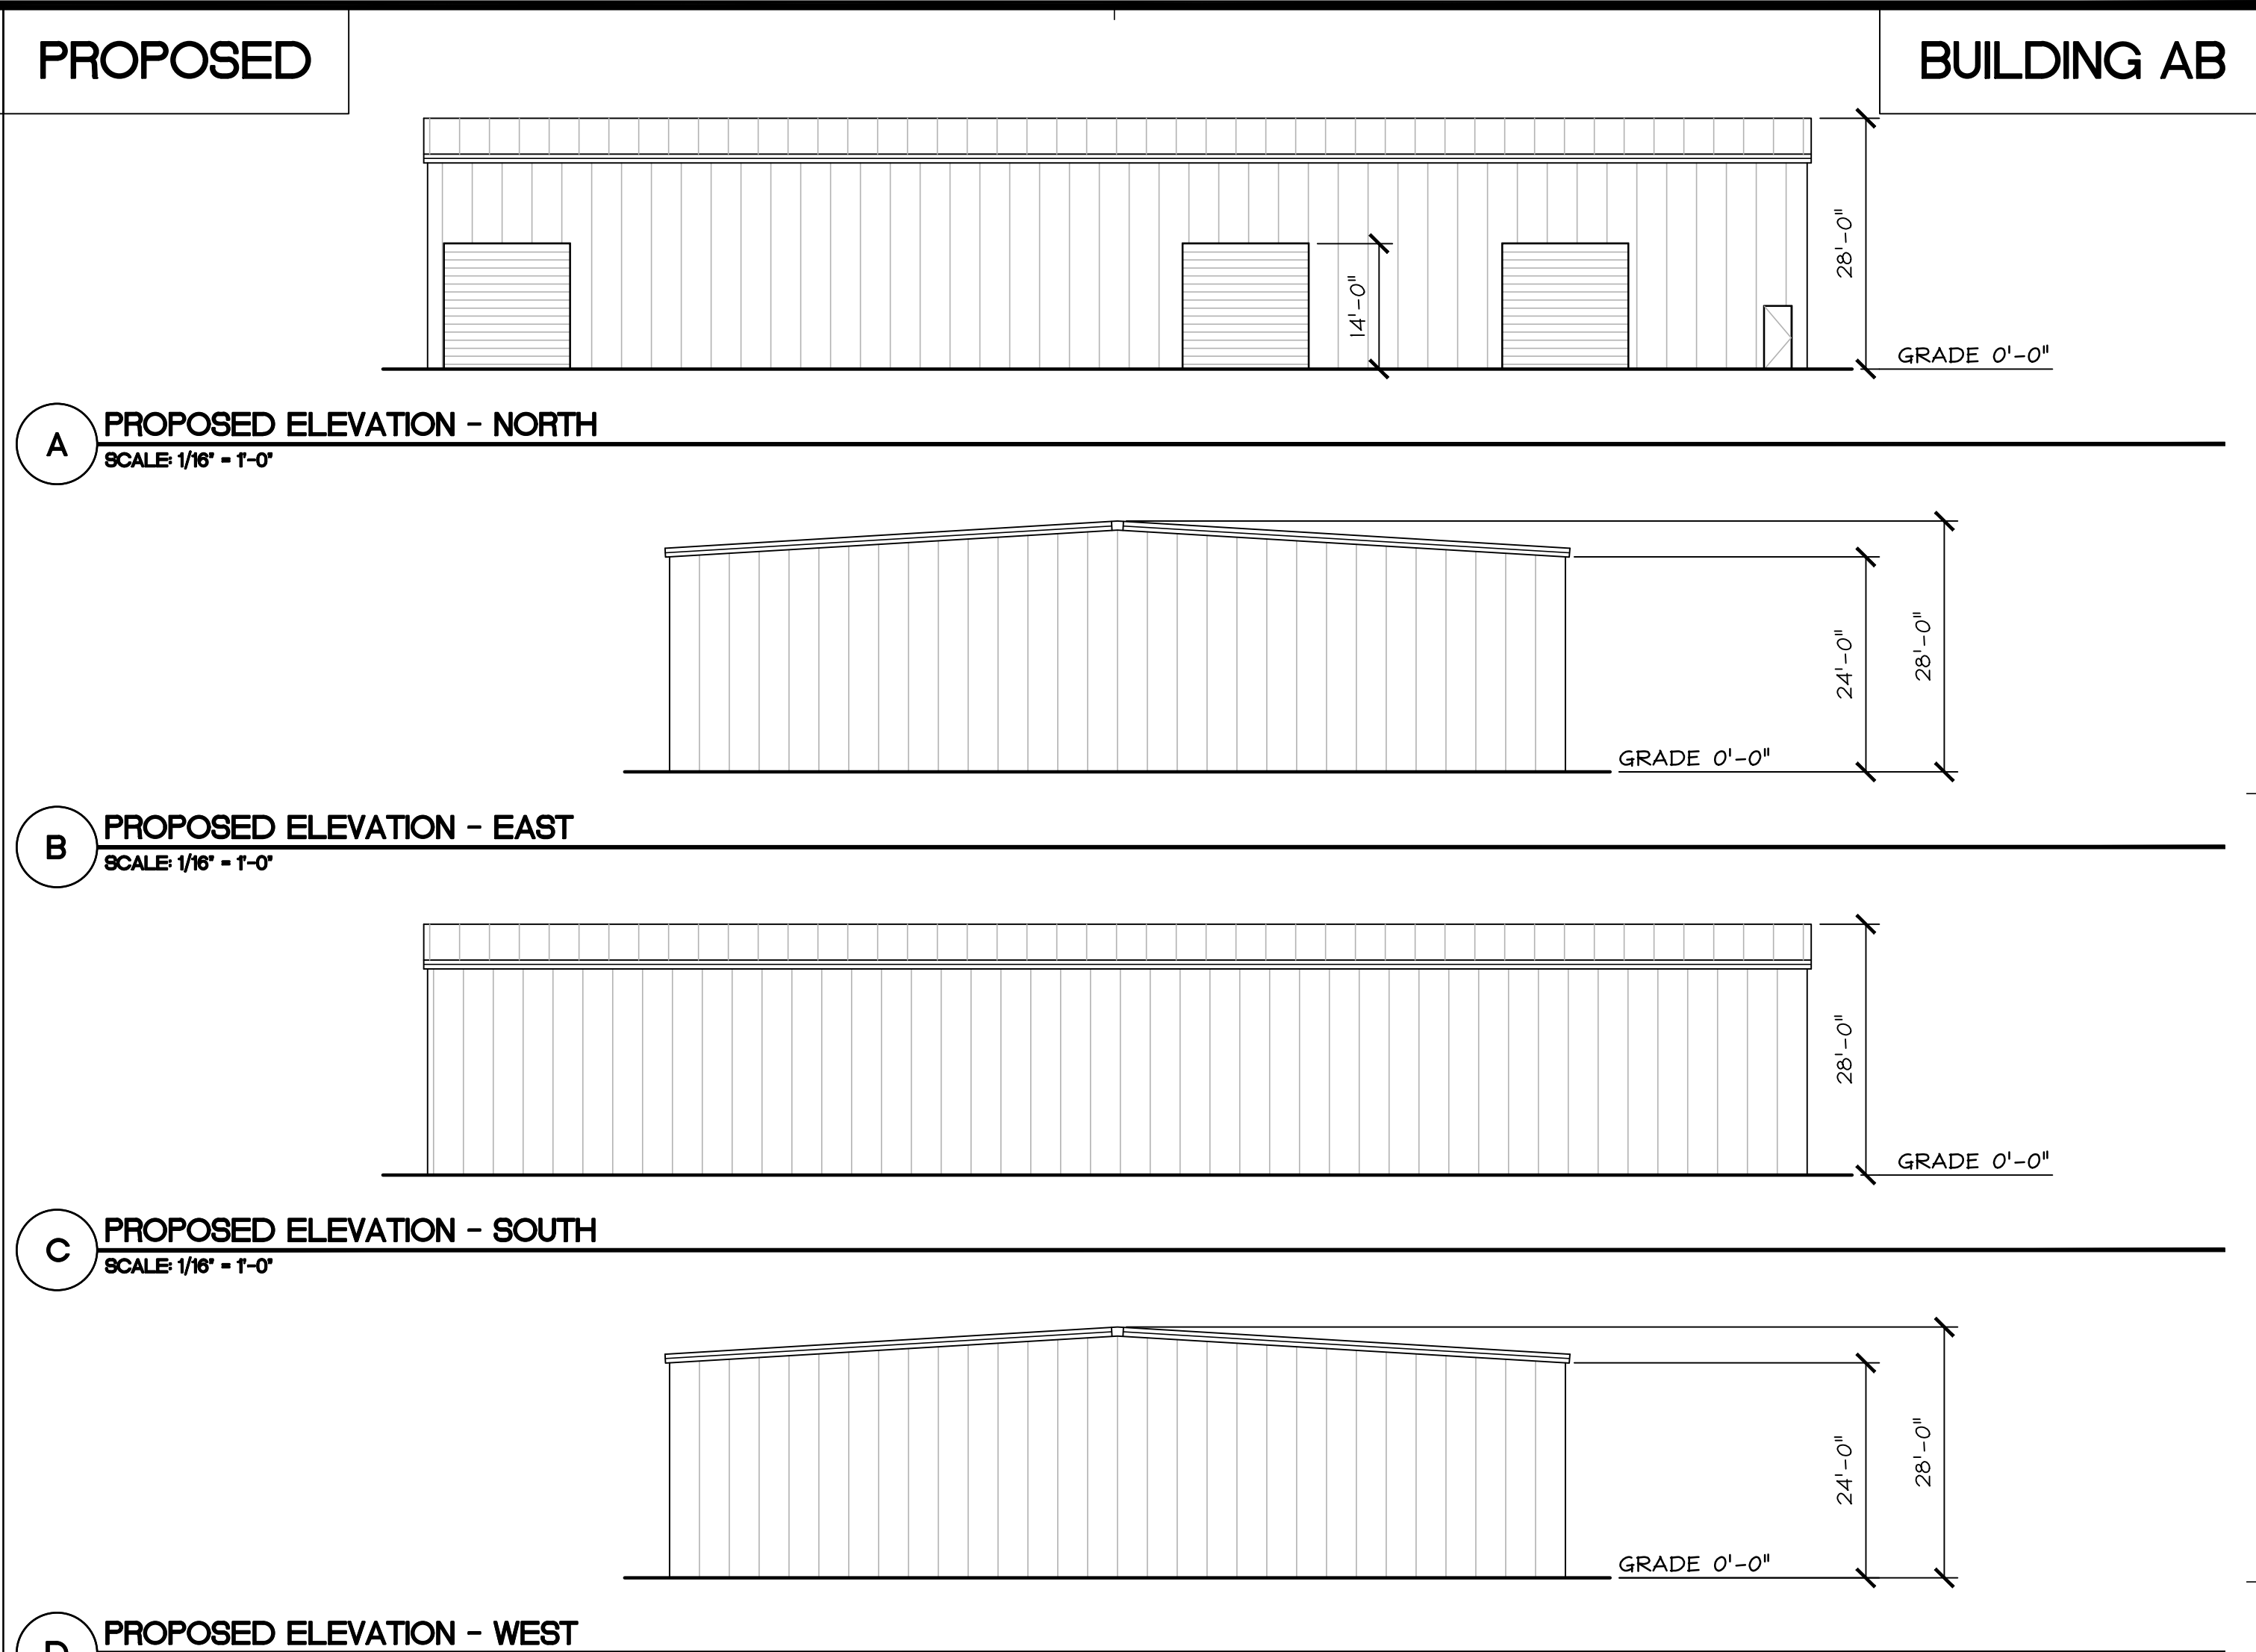 PROPOSED
BUILDING AB
28'-0"
14'-0"
GRADE 0'-0"
A
PROPOSED ELEVATION - NORTH
SCALE: 1/16" = 1'-0"
24'-0"
28'-0"
GRADE 0'-0"
B
PROPOSED ELEVATION - EAST
SCALE: 1/16" = 1'-0"
28'-0"
GRADE 0'-0"
C
PROPOSED ELEVATION - SOUTH
SCALE: 1/16" = 1'-0"
24'-0"
28'-0"
GRADE 0'-0"
D
PROPOSED ELEVATION - WEST